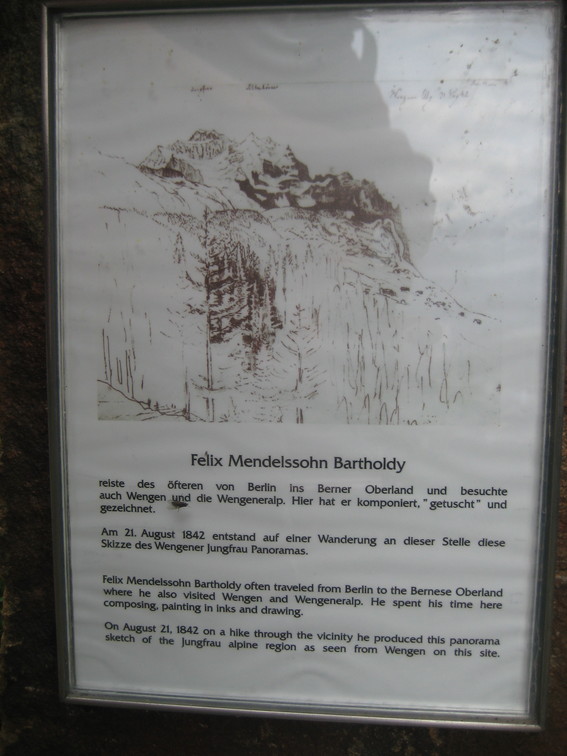 Felix Mendelssohn Bartholdy
reiste des öfteren von Berlin ins Berner Oberland und besuchte
auch Wengen und die Wengeneralp. Hier hat er komponiert, "getuscht" und
gezeichnet.
Am 21. August 1842 entstand auf einer Wanderung an dieser Stelle diese
Skizze des Wengener Jungfrau Panoramas.
Felix Mendelssohn Bartholdy often traveled from Berlin to the Bernese Oberland
where he also visited Wengen and Wengeneralp. He spent his time here
composing, painting in inks and drawing.
On August 21, 1842 on a hike through the vicinity he produced this panorama
sketch of the Jungfrau alpine region as seen from Wengen on this site.